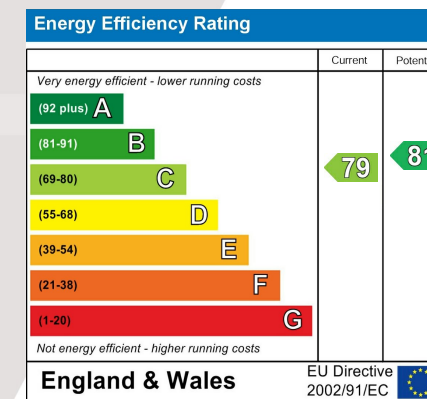 Energy Efficiency Rating
Current Potent
Very energy efficient - lower running costs
(92 plus) A
(81-91) B
(69-80) C
79
81
(55-68) D
(39-54) E
(21-38) F
(1-20) G
Not energy efficient - higher running costs
England & Wales
EU Directive
2002/91/EC